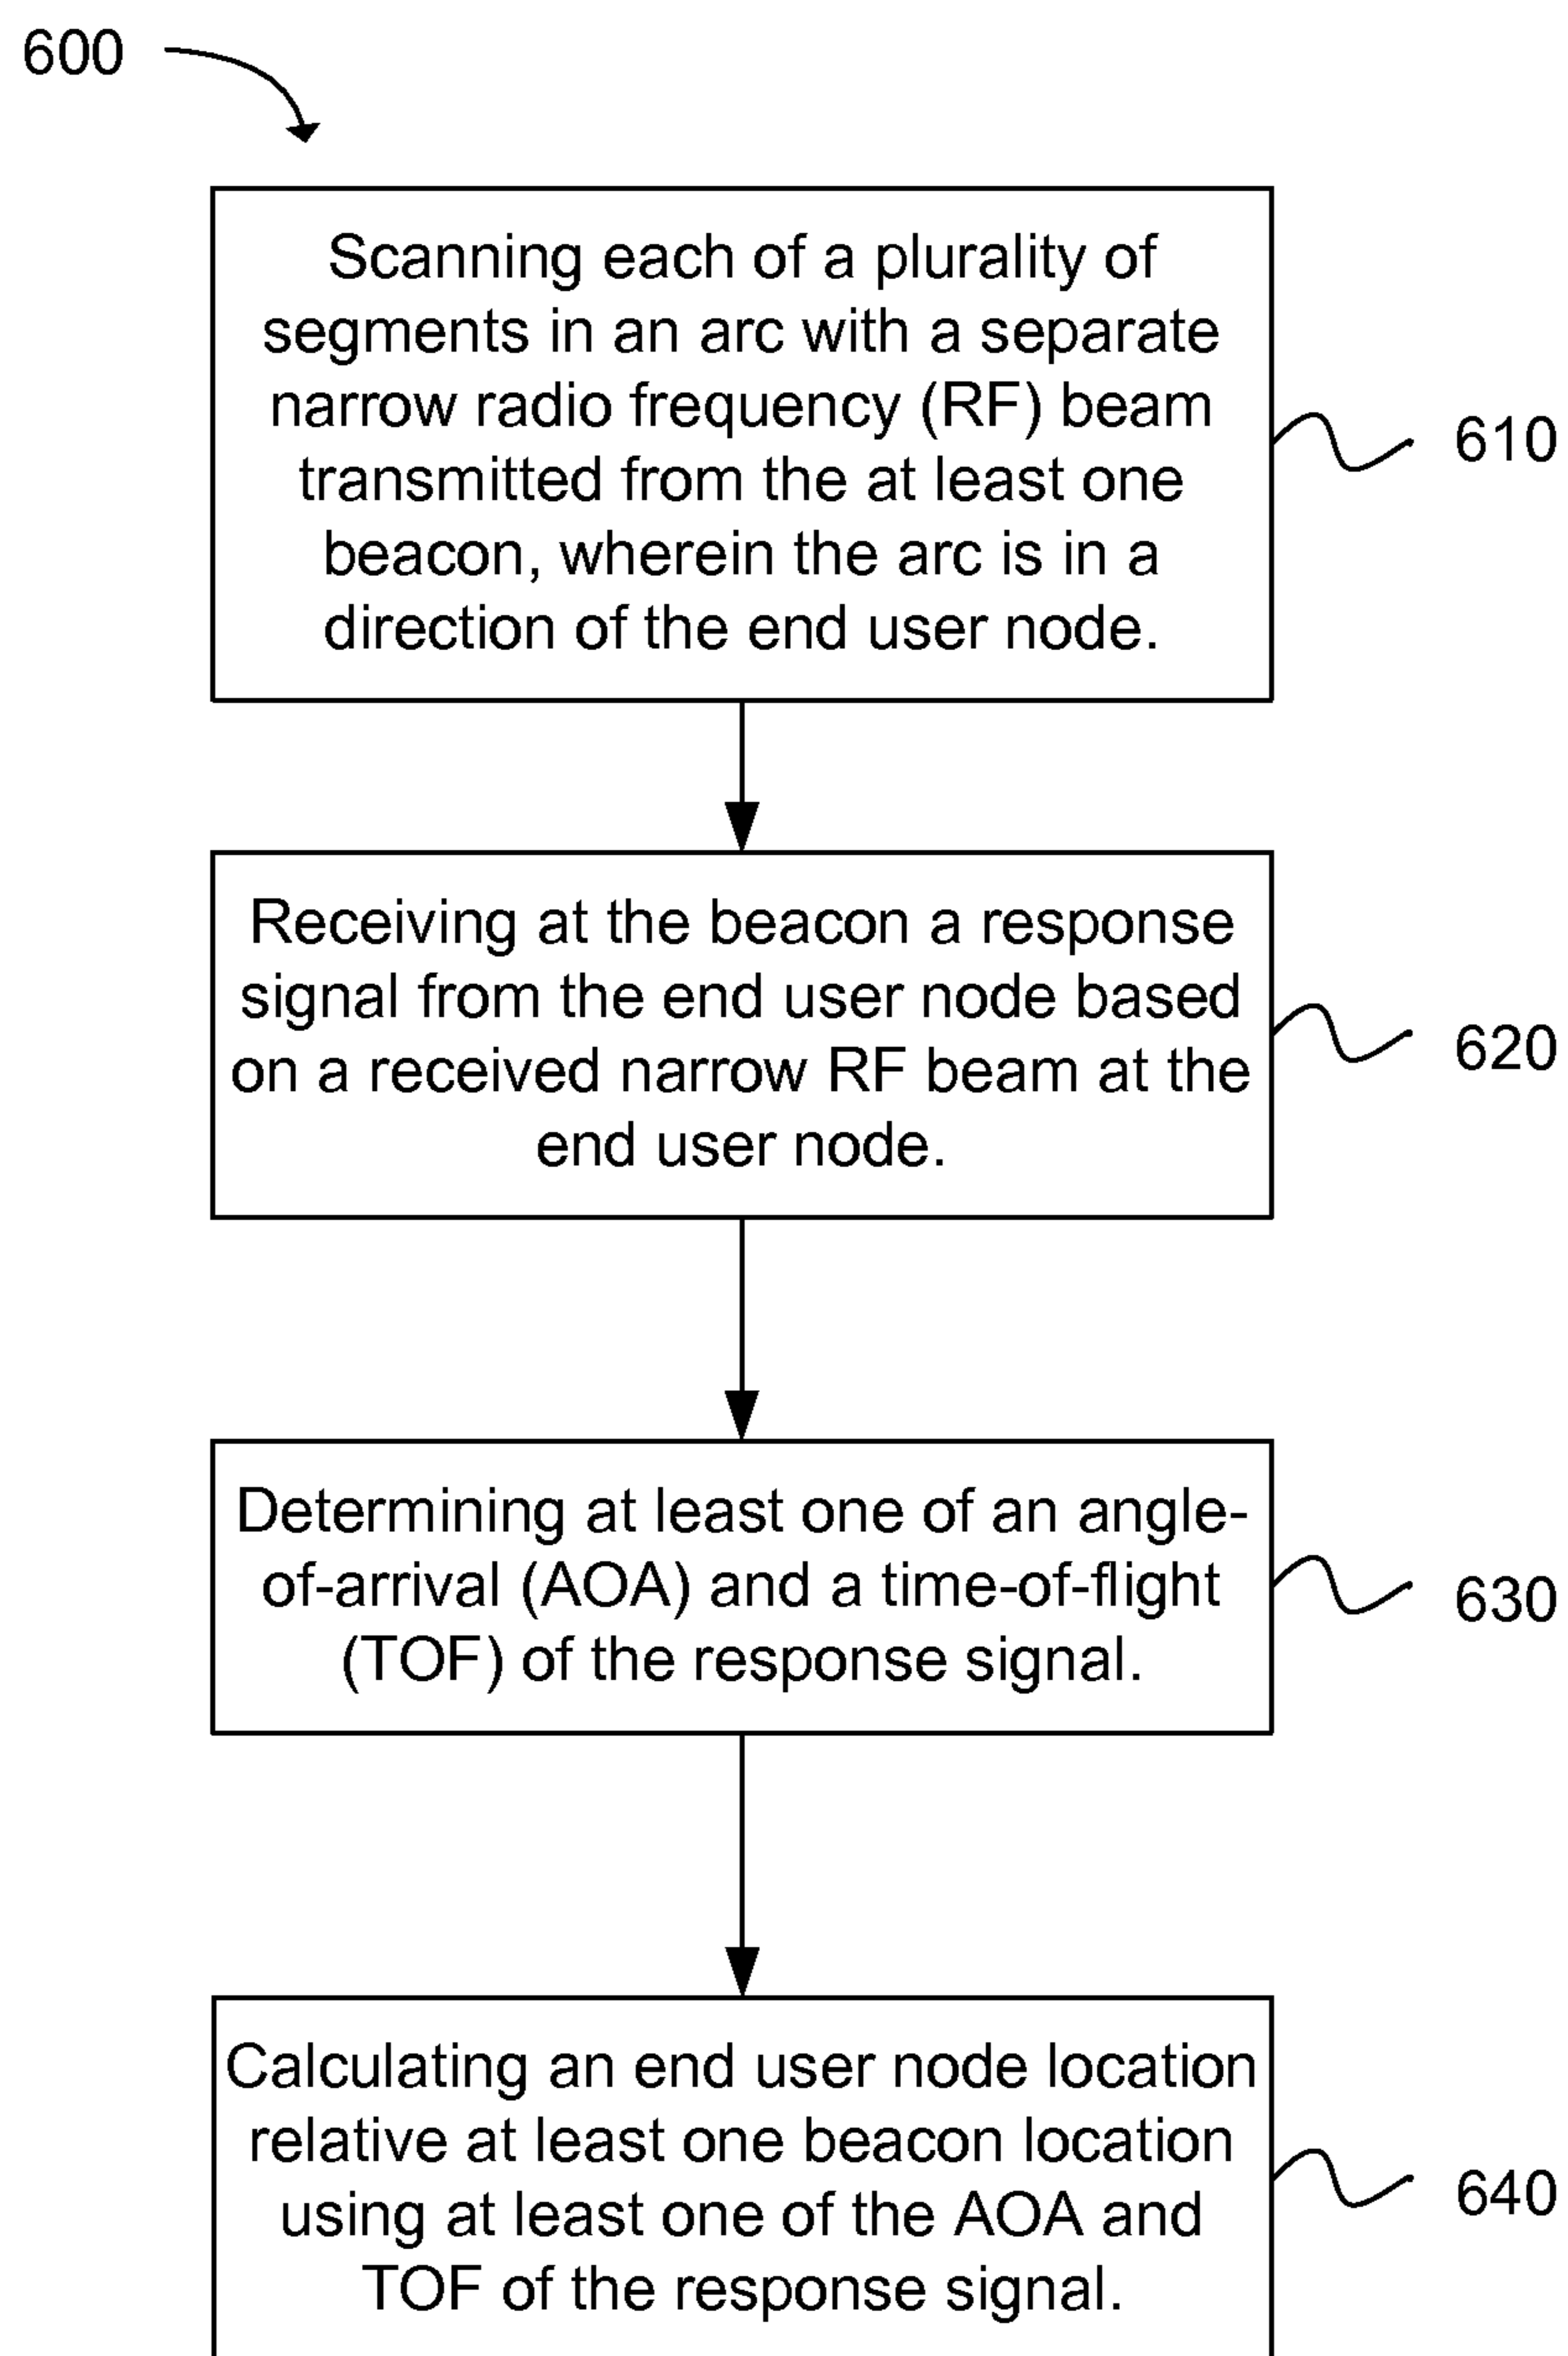 600
Scanning each of a plurality of
segments in an arc with a separate
narrow radio frequency (RF) beam
transmitted from the at least one
beacon, wherein the arc is in a
direction of the end user node.
610
Receiving at the beacon a response
signal from the end user node based
on a received narrow RF beam at the
end user node.
620
Determining at least one of an angle-
of-arrival (AOA) and a time-of-flight
(TOF) of the response signal.
630
Calculating an end user node location
relative at least one beacon location
using at least one of the AOA and
TOF of the response signal.
640